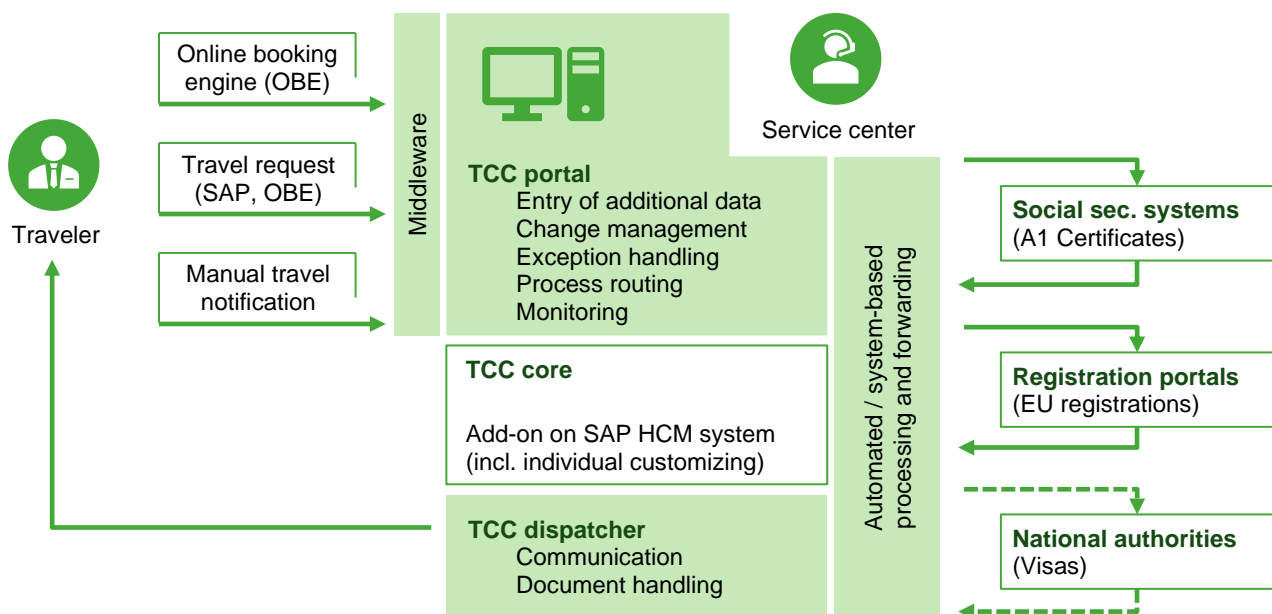 Traveler
Online booking
engine (OBE)
Travel request
(SAP, OBE)
Manual travel
notification
Middleware
Service center
TCC portal
Entry of additional data
Change management
Exception handling
Process routing
Monitoring
TCC core
Add-on on SAP HCM system
(incl. individual customizing)
TCC dispatcher
Communication
Document handling
Automated / system-based
processing and forwarding
Social sec. systems
(A1 Certificates)
Registration portals
(EU registrations)
National authorities
(Visas)